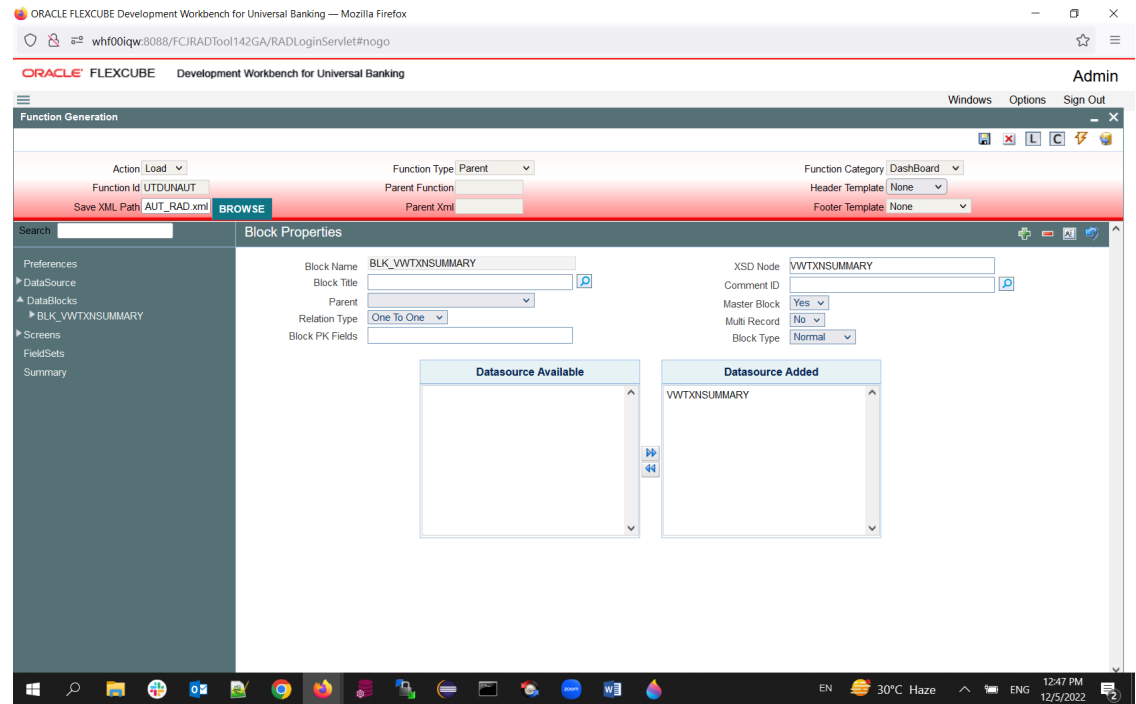 ORACLE FLEXCUBE Development Workbench for Universal Banking — Mozilla Firefox
whf00iqw:8088/FCJRADTool142GA/RADLoginServlet#nogo
ORACLE FLEXCUBE Development Workbench for Universal Banking
Admin
Windows Options Sign Out
Function Generation
L C
Action Load Function Type Parent Function Category DashBoard
Function Id UTDUNAUT Parent Function Header Template None
Save XML Path AUT_RAD.xml BROWSE Parent Xml Footer Template None
Search
Block Properties
Preferences
DataSource
DataBlocks
BLK_VWTXNSUMMARY
Screens
FieldSets
Summary
Block Name BLK_VWTXNSUMMARY XSD Node VWTXNSUMMARY
Block Title Comment ID
Parent Master Block Yes
Relation Type One To One Multi Record No
Block PK Fields Block Type Normal
Datasource Available Datasource Added
VWTXNSUMMARY
EN 30°C Haze ENG 12:47 PM
12/5/2022 2